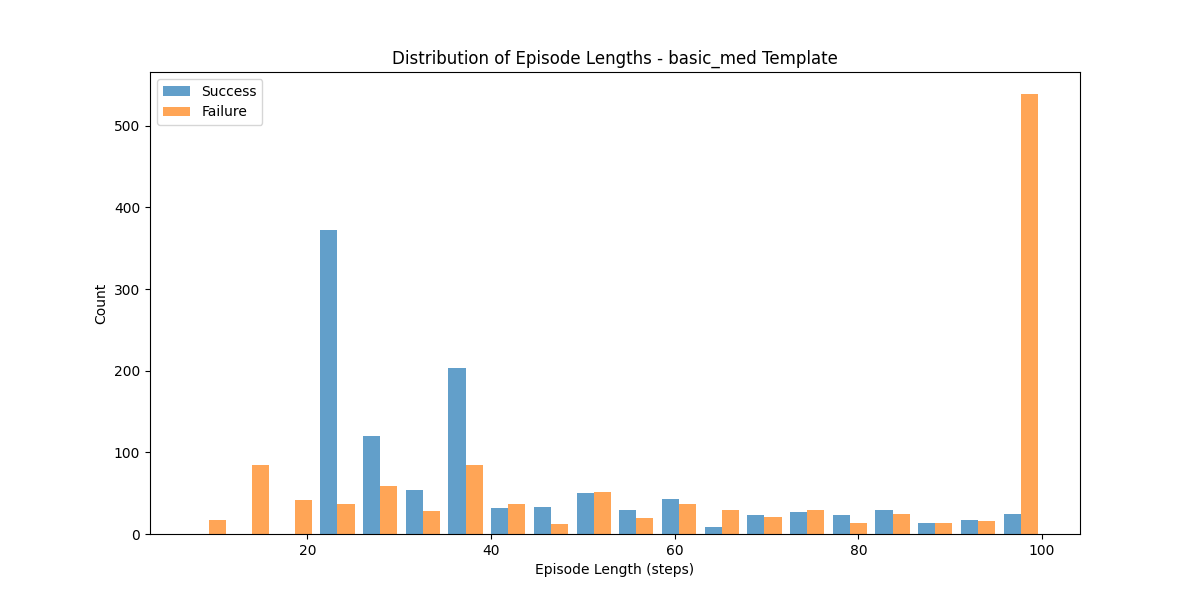 Distribution of Episode Lengths - basic_med Template
Success
Failure
Count
500
400
300
200
100
0
20 40 60 80 100
Episode Length (steps)